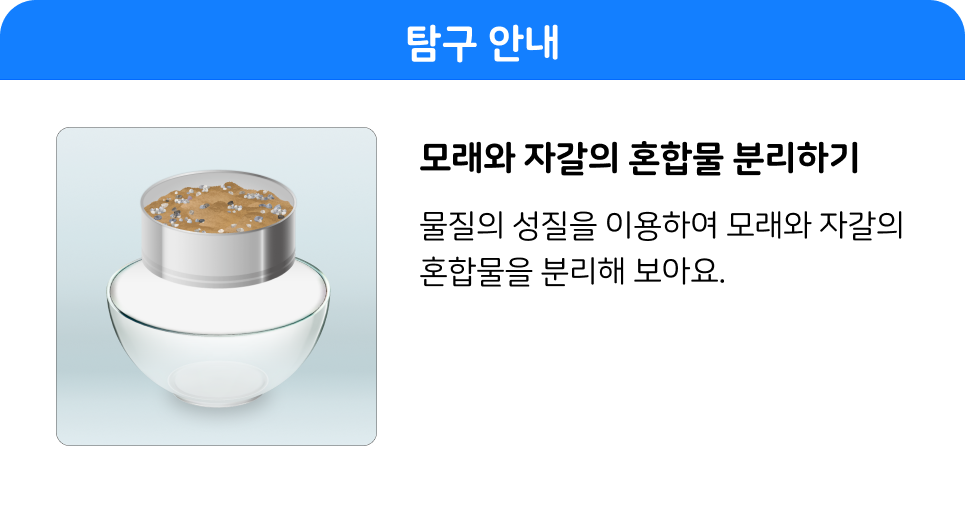 탐구 안내
모래와 자갈의 혼합물 분리하기
물질의 성질을 이용하여 모래와 자갈의
혼합물을 분리해 보아요.